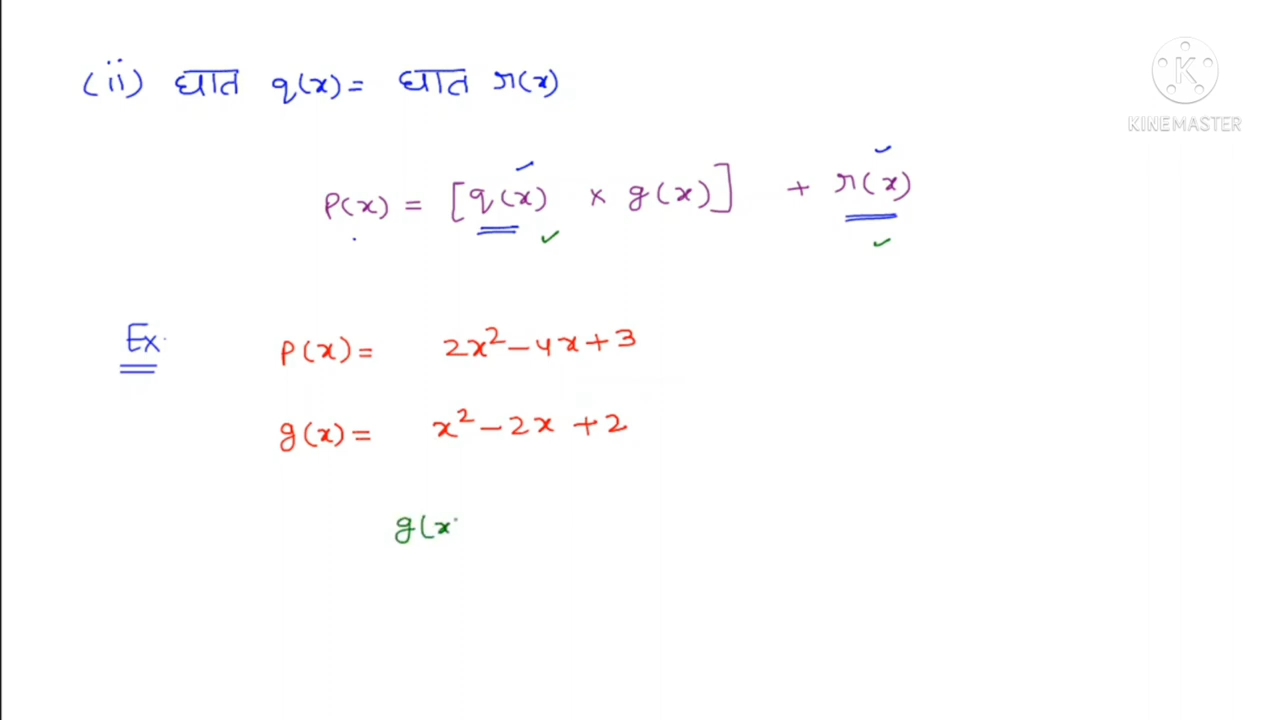 (ii) घात q(x)= घात r(x)
K
KINEMASTER
P(x) = [q(x) × g(x)] + r(x)
Ex. P(x) = 2x² - 4x + 3
g(x) = x² - 2x + 2
g(x